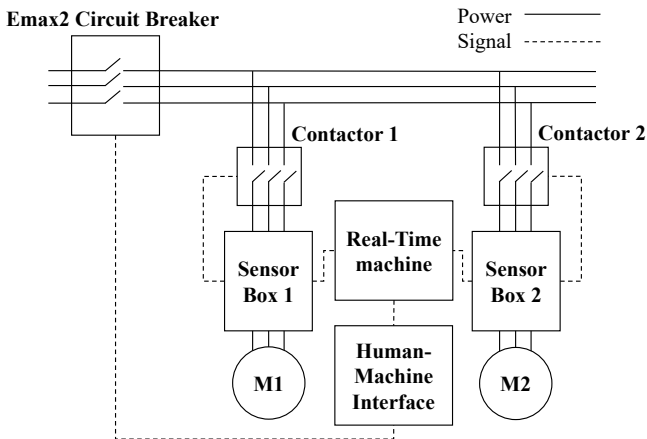 Emax2 Circuit Breaker
Power
Signal
Contactor 1
Contactor 2
Real-Time
machine
Sensor
Box 1
Sensor
Box 2
Human-
Machine
Interface
M1
M2